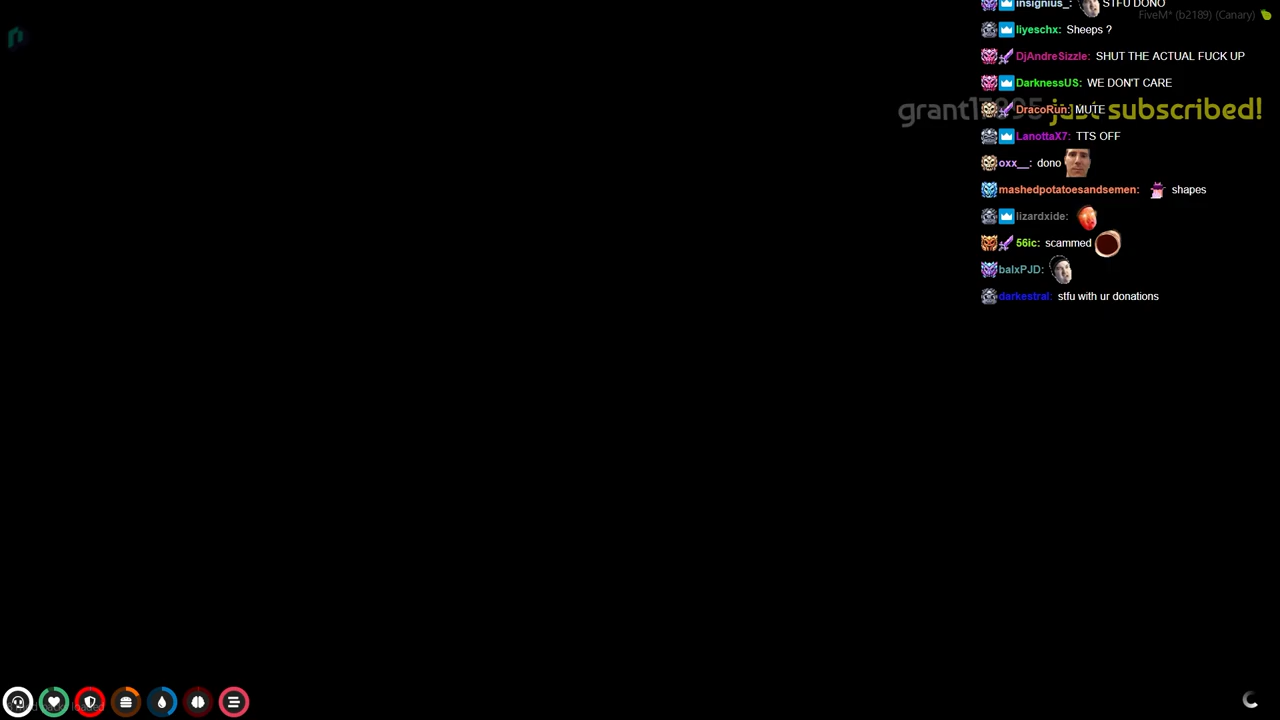 insignius_: STFU DONO
FiveM* (b2189) (Canary)
liyeschx: Sheeps ?
DjAndreSizzle: SHUT THE ACTUAL FUCK UP
DarknessUS: WE DON'T CARE
just subscribed!
DracoRun: MUTE
LanottaX7: TTS OFF
oxx__: dono
mashedpotatoesandsemen: shapes
lizardxide:
56ic: scammed
balxPJD:
darkestral: stfu with ur donations
loaded